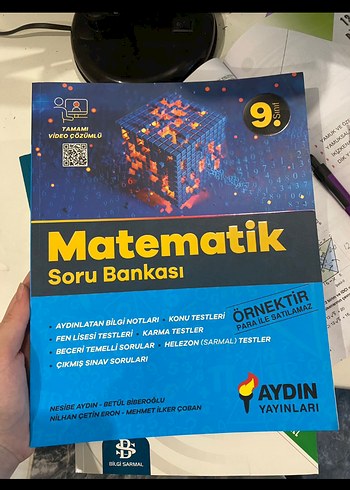 TAMAMI
VİDEO ÇÖZÜMLÜ
9.Sınıf
Matematik
Soru Bankası
• AYDINLATAN BİLGİ NOTLARI • KONU TESTLERİ
• FEN LİSESİ TESTLERİ • KARMA TESTLER
• BECERİ TEMELLİ SORULAR • HELEZON (SARMAL) TESTLER
• ÇIKMIŞ SINAV SORULARI
ÖRNEKTİR
PARA İLE SATILAMAZ
NESİBE AYDIN - BETÜL BİBEROĞLU
NİLHAN ÇETİN ERON - MEHMET İLKER ÇOBAN
AYDIN
YAYINLARI
BS
BİLGİ SARMAL